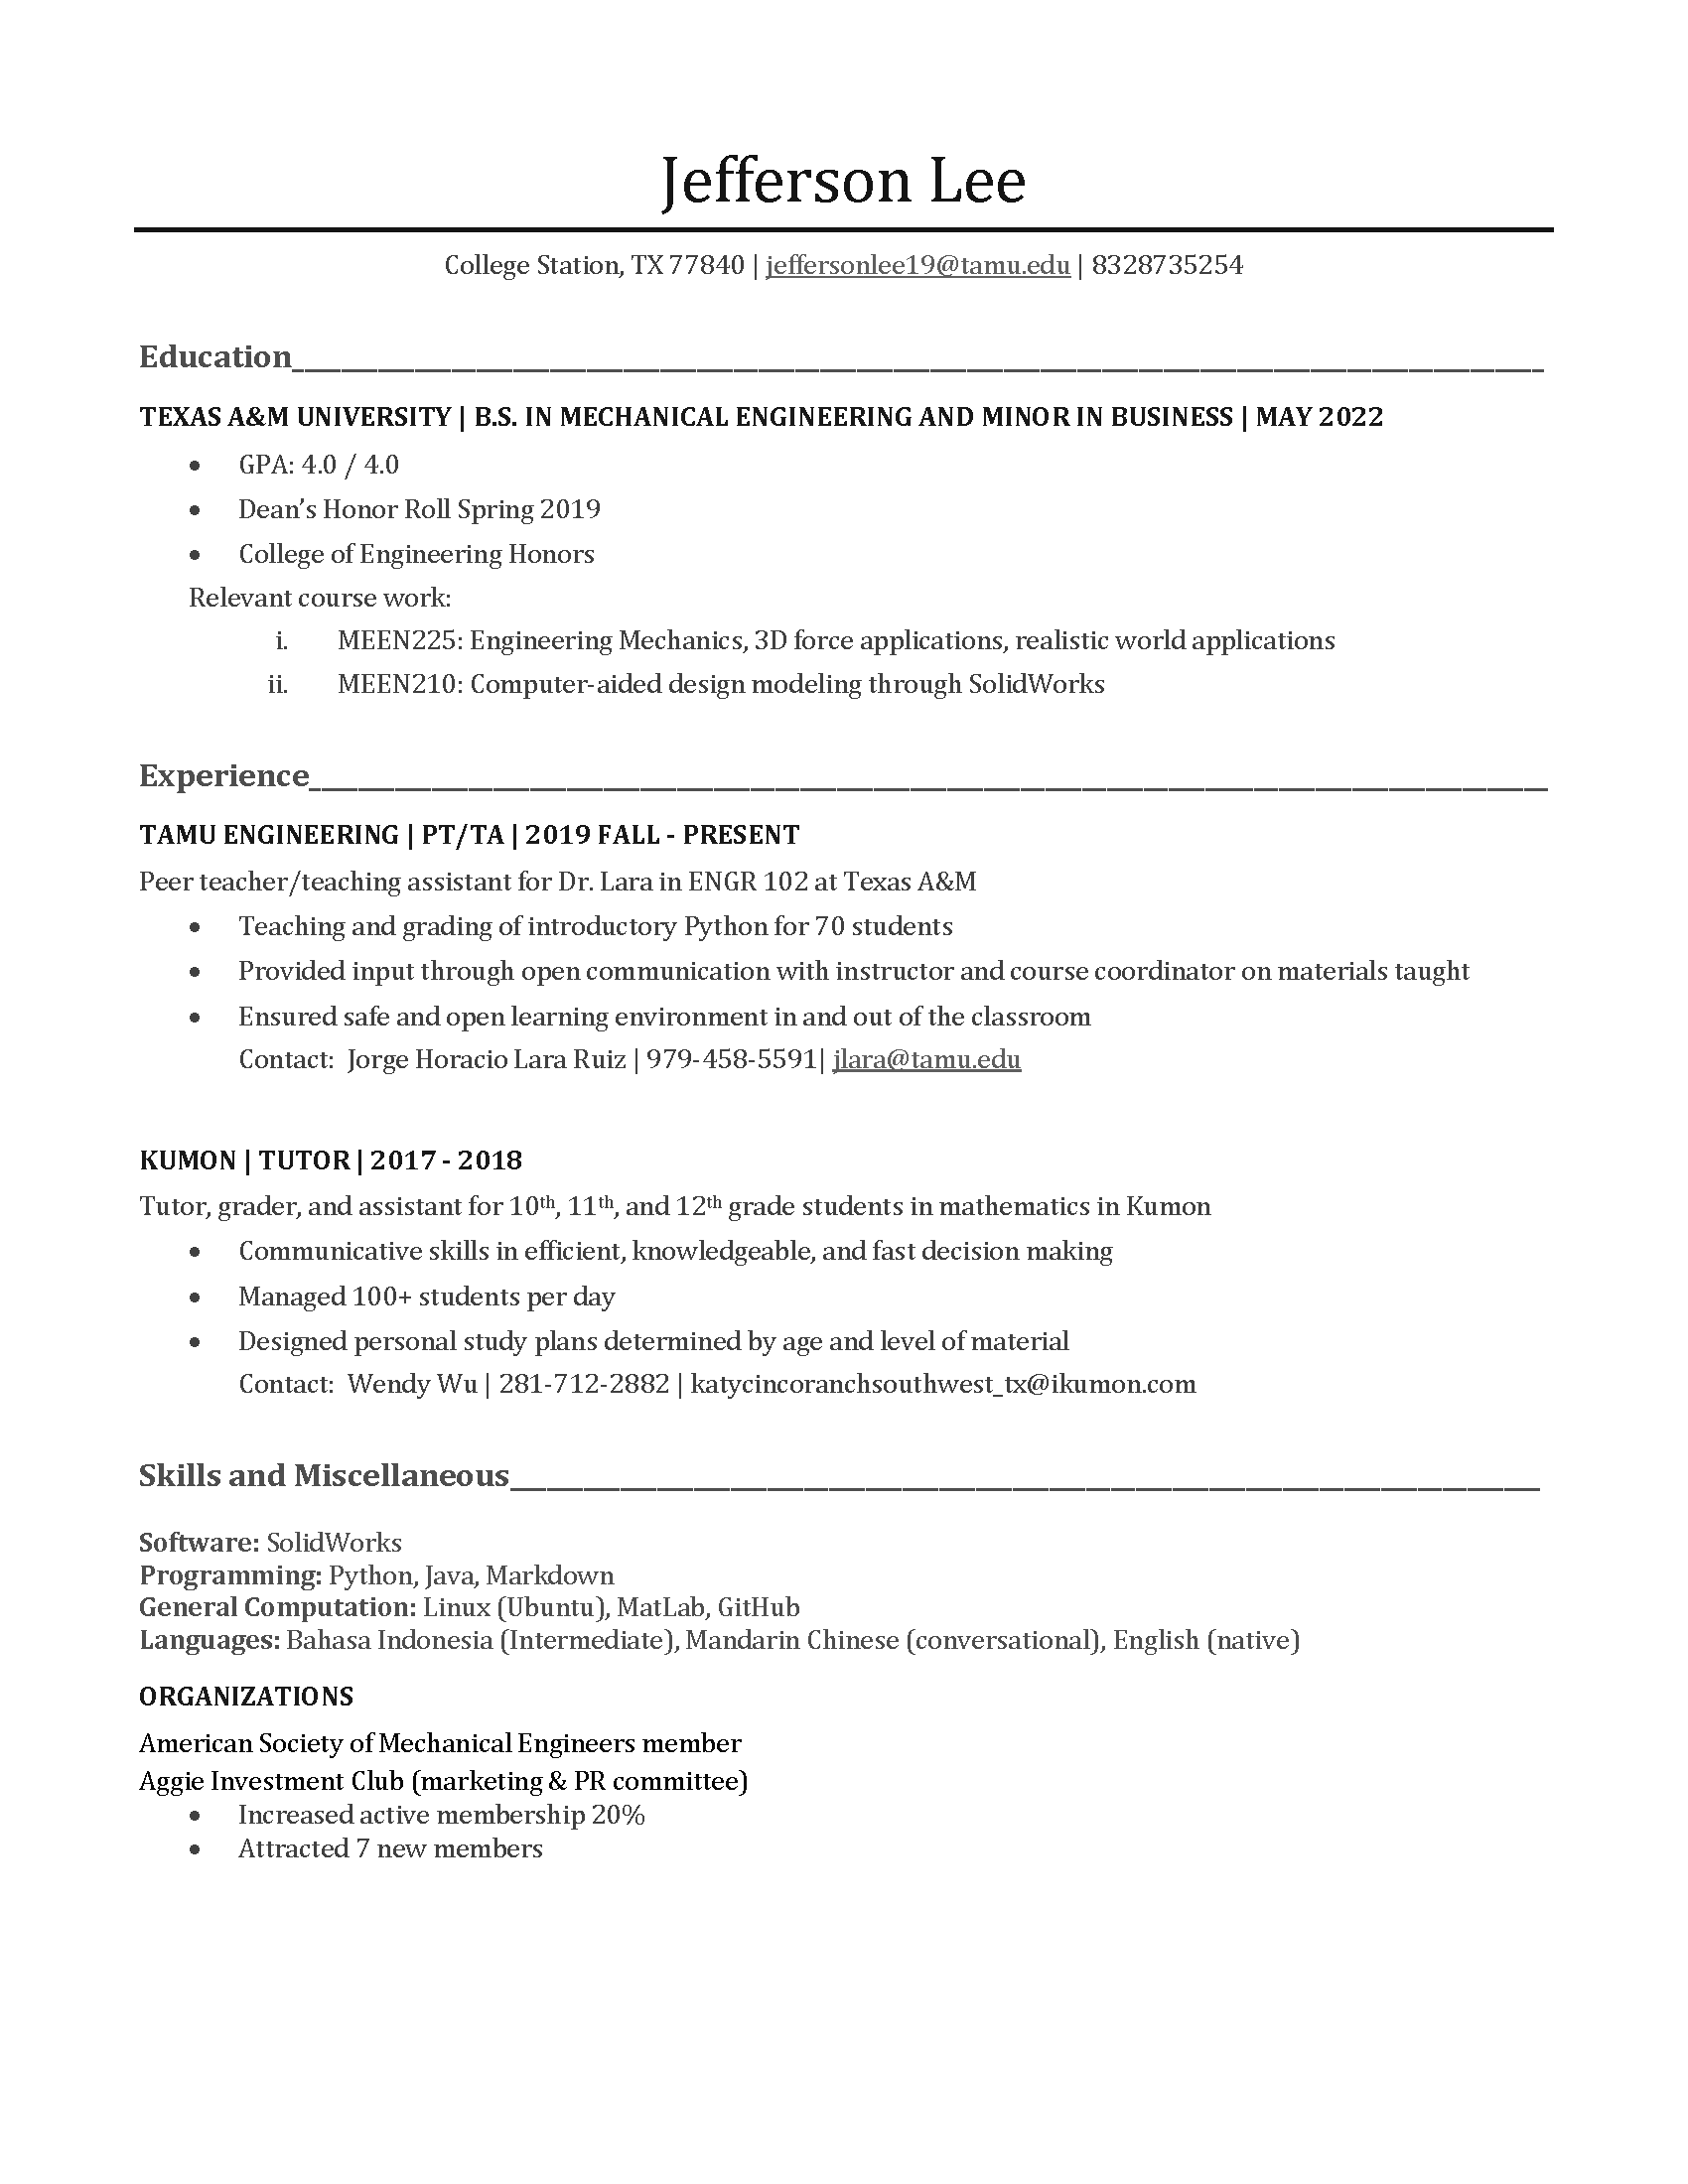 Jefferson Lee
College Station, TX 77840 | jeffersonlee19@tamu.edu | 8328735254
Education
TEXAS A&M UNIVERSITY | B.S. IN MECHANICAL ENGINEERING AND MINOR IN BUSINESS | MAY 2022
• GPA: 4.0 / 4.0
• Dean’s Honor Roll Spring 2019
• College of Engineering Honors
Relevant course work:
i. MEEN225: Engineering Mechanics, 3D force applications, realistic world applications
ii. MEEN210: Computer-aided design modeling through SolidWorks
Experience
TAMU ENGINEERING | PT/TA | 2019 FALL - PRESENT
Peer teacher/teaching assistant for Dr. Lara in ENGR 102 at Texas A&M
• Teaching and grading of introductory Python for 70 students
• Provided input through open communication with instructor and course coordinator on materials taught
• Ensured safe and open learning environment in and out of the classroom
Contact: Jorge Horacio Lara Ruiz | 979-458-5591| jlara@tamu.edu
KUMON | TUTOR | 2017 - 2018
Tutor, grader, and assistant for 10th, 11th, and 12th grade students in mathematics in Kumon
• Communicative skills in efficient, knowledgeable, and fast decision making
• Managed 100+ students per day
• Designed personal study plans determined by age and level of material
Contact: Wendy Wu | 281-712-2882 | katycincoranchsouthwest_tx@ikumon.com
Skills and Miscellaneous
Software: SolidWorks
Programming: Python, Java, Markdown
General Computation: Linux (Ubuntu), MatLab, GitHub
Languages: Bahasa Indonesia (Intermediate), Mandarin Chinese (conversational), English (native)
ORGANIZATIONS
American Society of Mechanical Engineers member
Aggie Investment Club (marketing & PR committee)
• Increased active membership 20%
• Attracted 7 new members